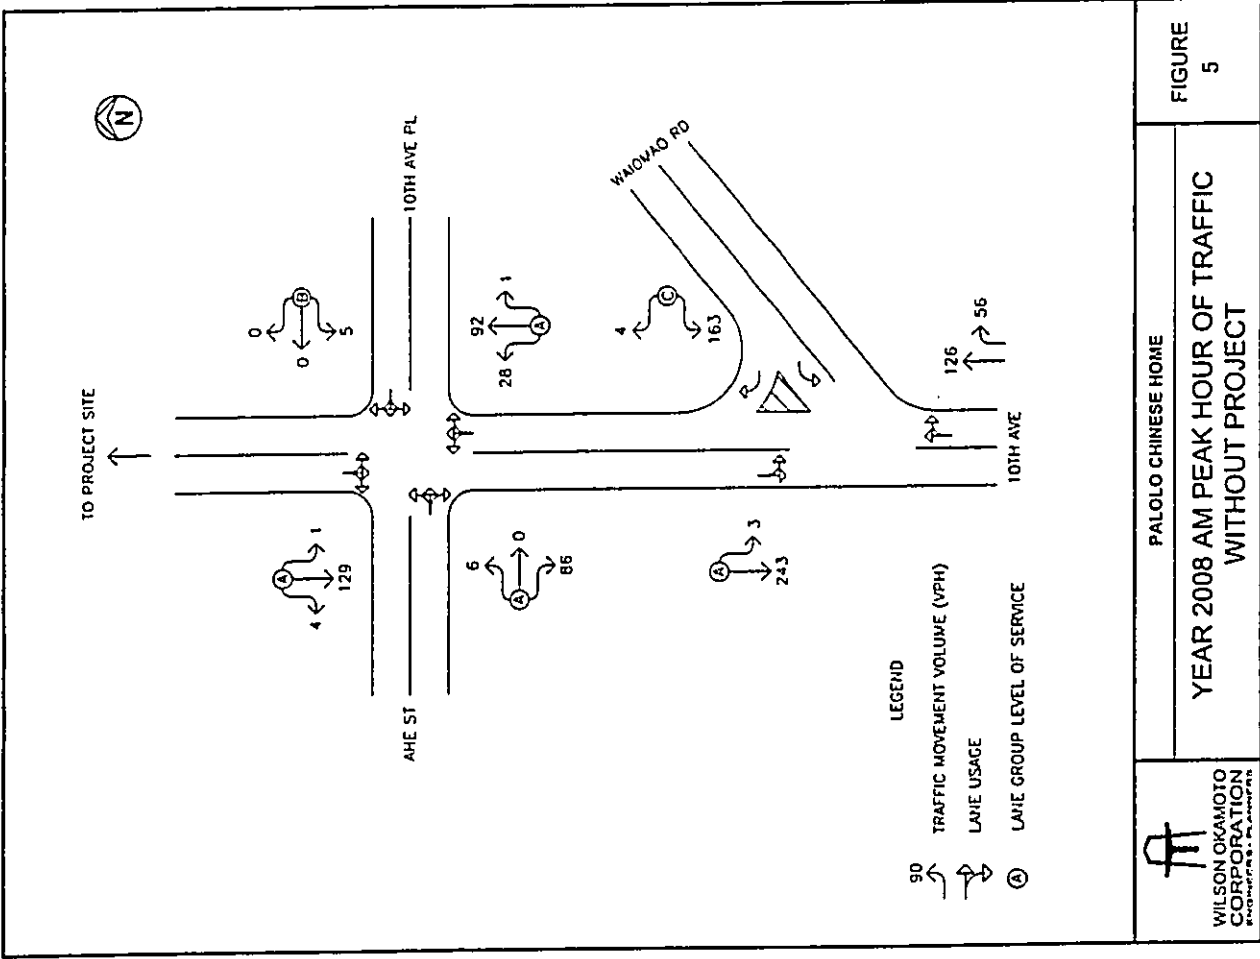 N
TO PROJECT SITE
10TH AVE PL
0
B
0
5
A
1
129
4
92
1
28
A
6
0
A
86
WAIOMAO RD
4
C
163
A
3
243
126
56
AHE ST
10TH AVE
LEGEND
90
TRAFFIC MOVEMENT VOLUME (VPH)
LANE USAGE
A
LANE GROUP LEVEL OF SERVICE
WILSON OKAMOTO
CORPORATION
PALOLO CHINESE HOME
YEAR 2008 AM PEAK HOUR OF TRAFFIC
WITHOUT PROJECT
FIGURE
5